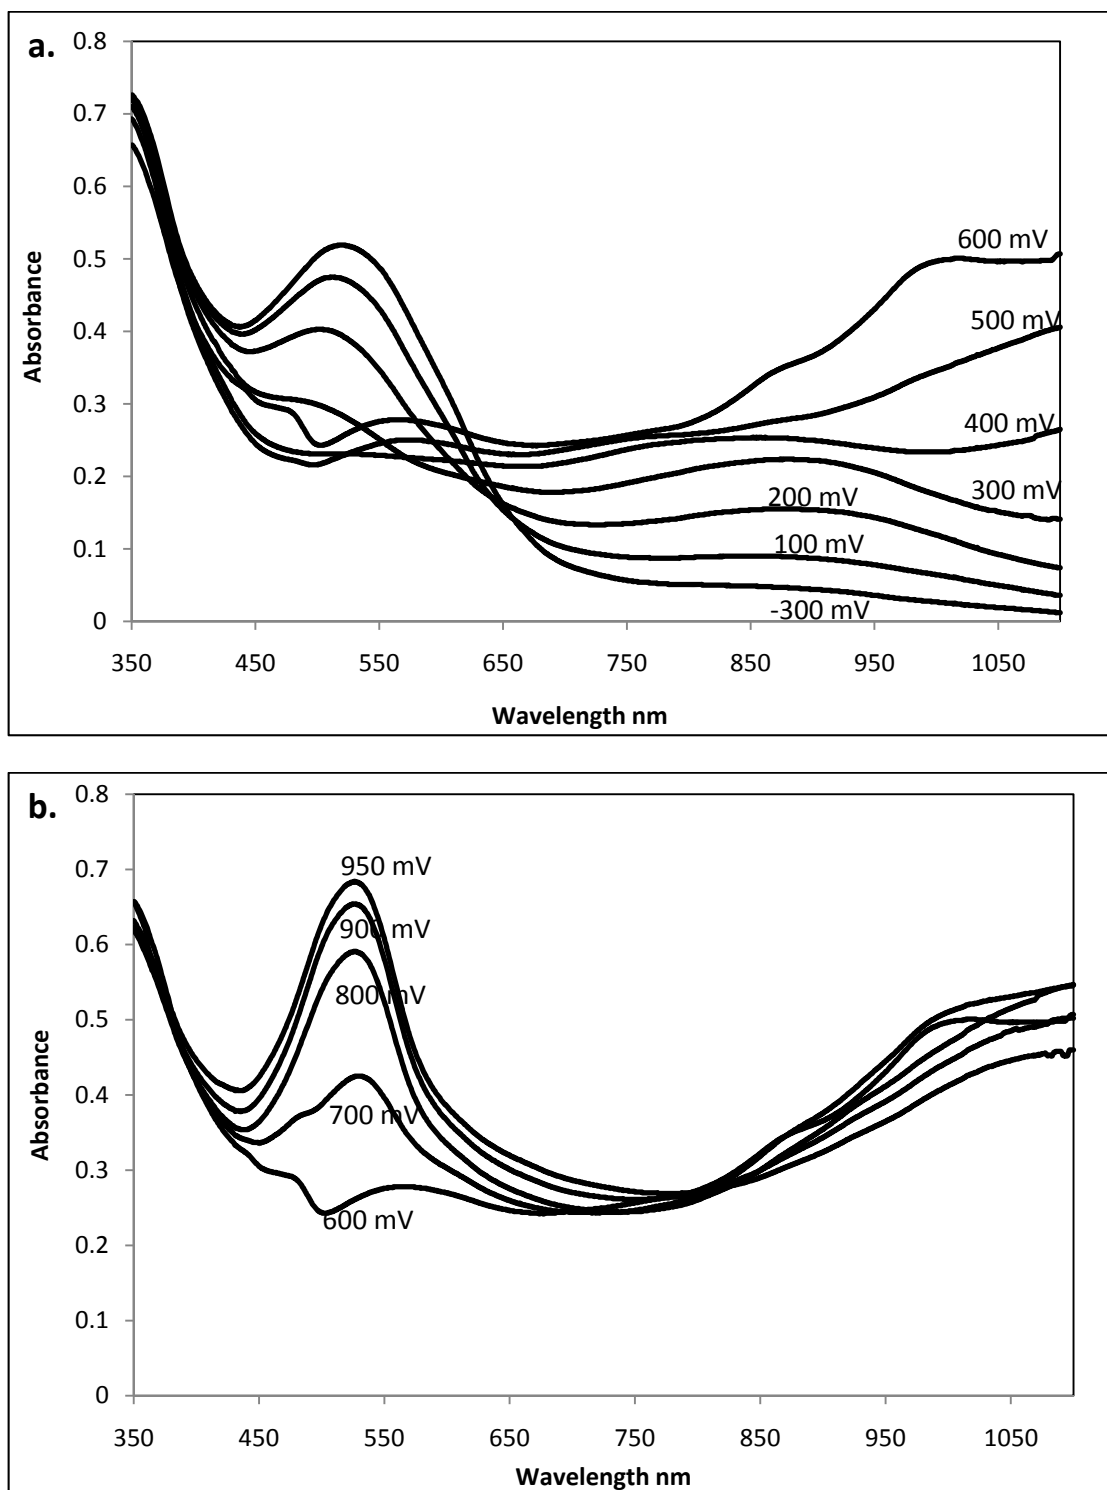 a.
0.8
0.7
0.6
0.5
0.4
0.3
0.2
0.1
0
Absorbance
600 mV
500 mV
400 mV
300 mV
200 mV
100 mV
-300 mV
350 450 550 650 750 850 950 1050
Wavelength nm
b.
0.8
0.7
0.6
0.5
0.4
0.3
0.2
0.1
0
Absorbance
950 mV
900 mV
800 mV
700 mV
600 mV
350 450 550 650 750 850 950 1050
Wavelength nm